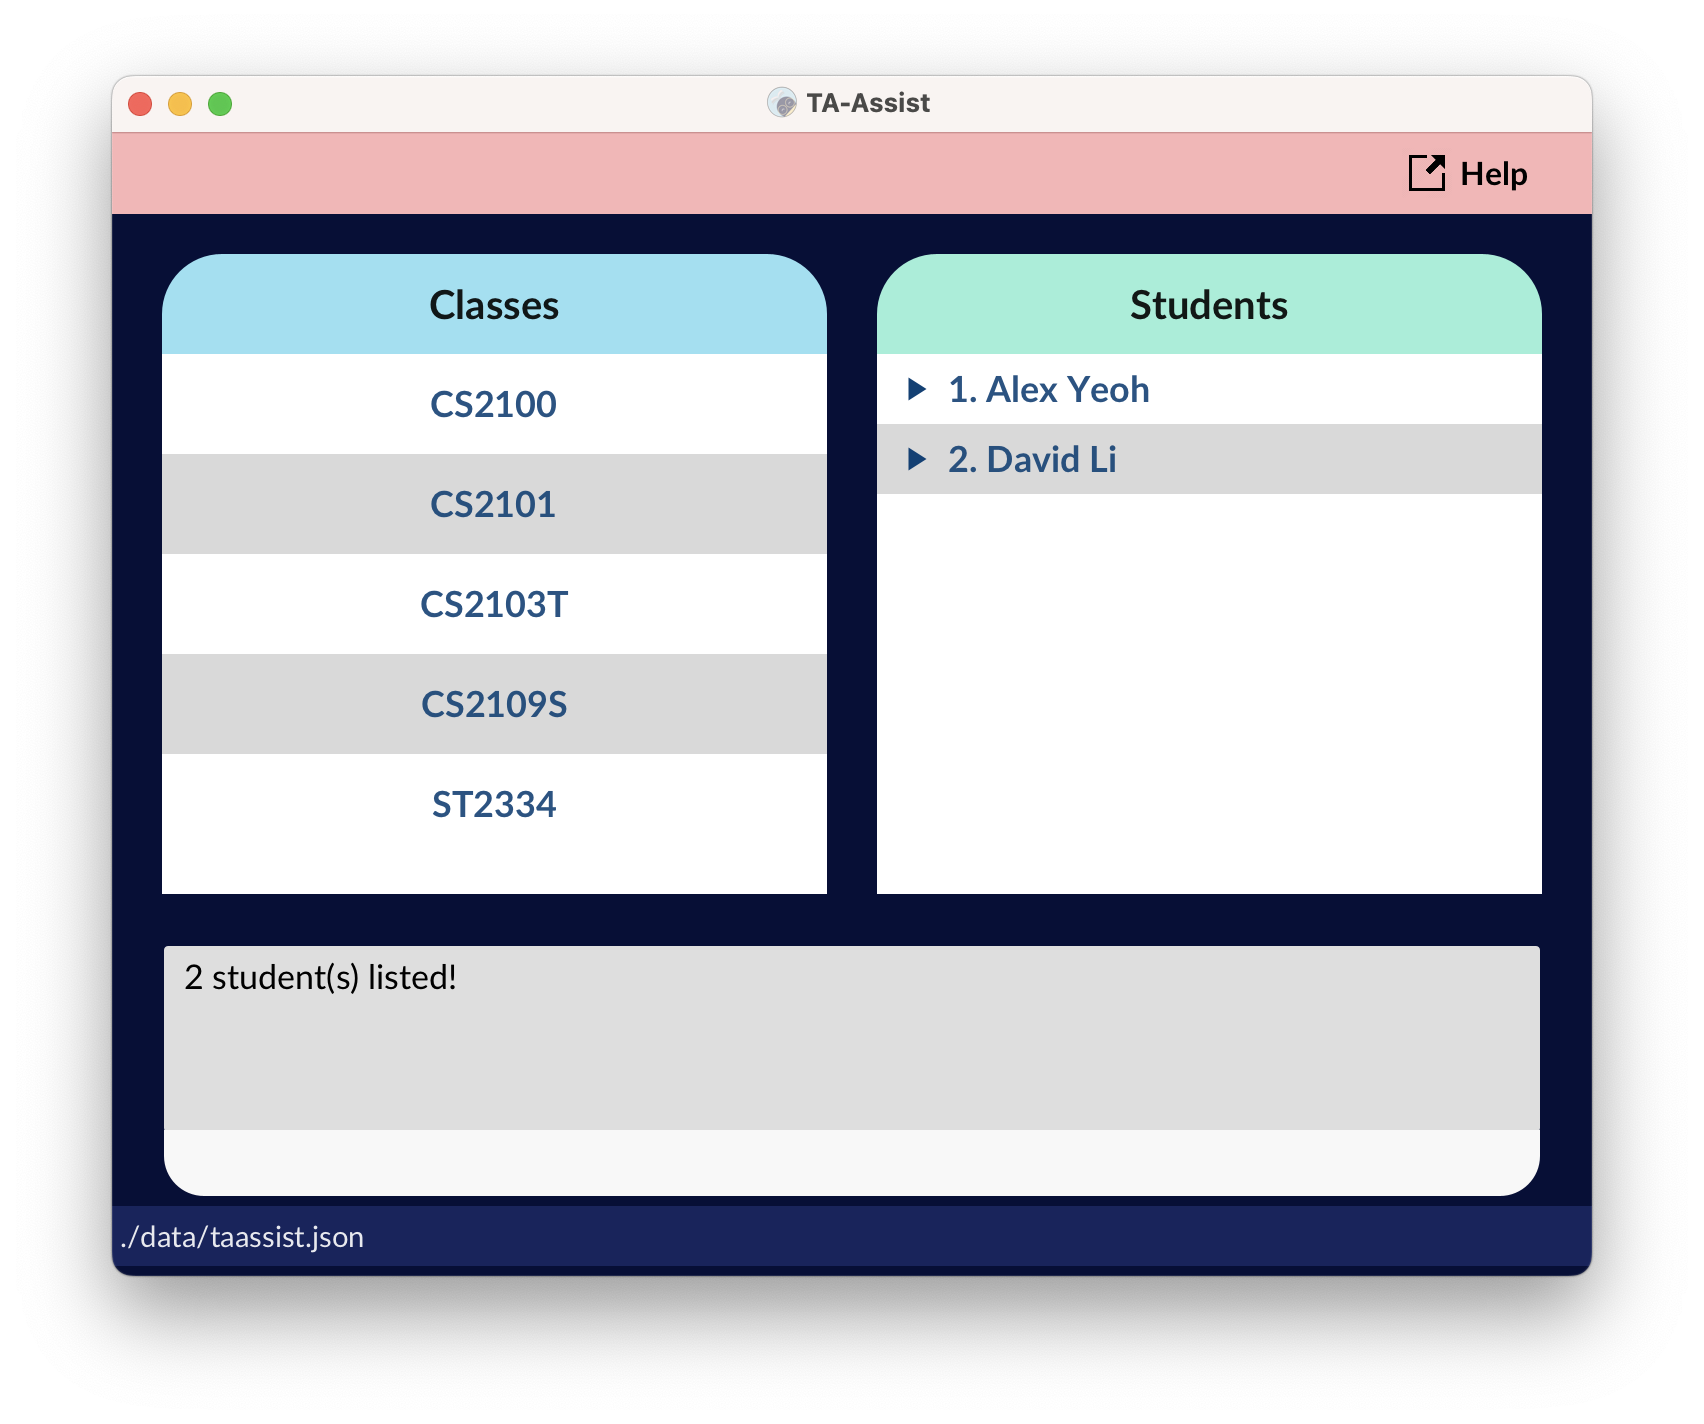 TA-Assist
Help
Classes
CS2100
CS2101
CS2103T
CS2109S
ST2334
Students
1. Alex Yeoh
2. David Li
2 student(s) listed!
./data/taassist.json